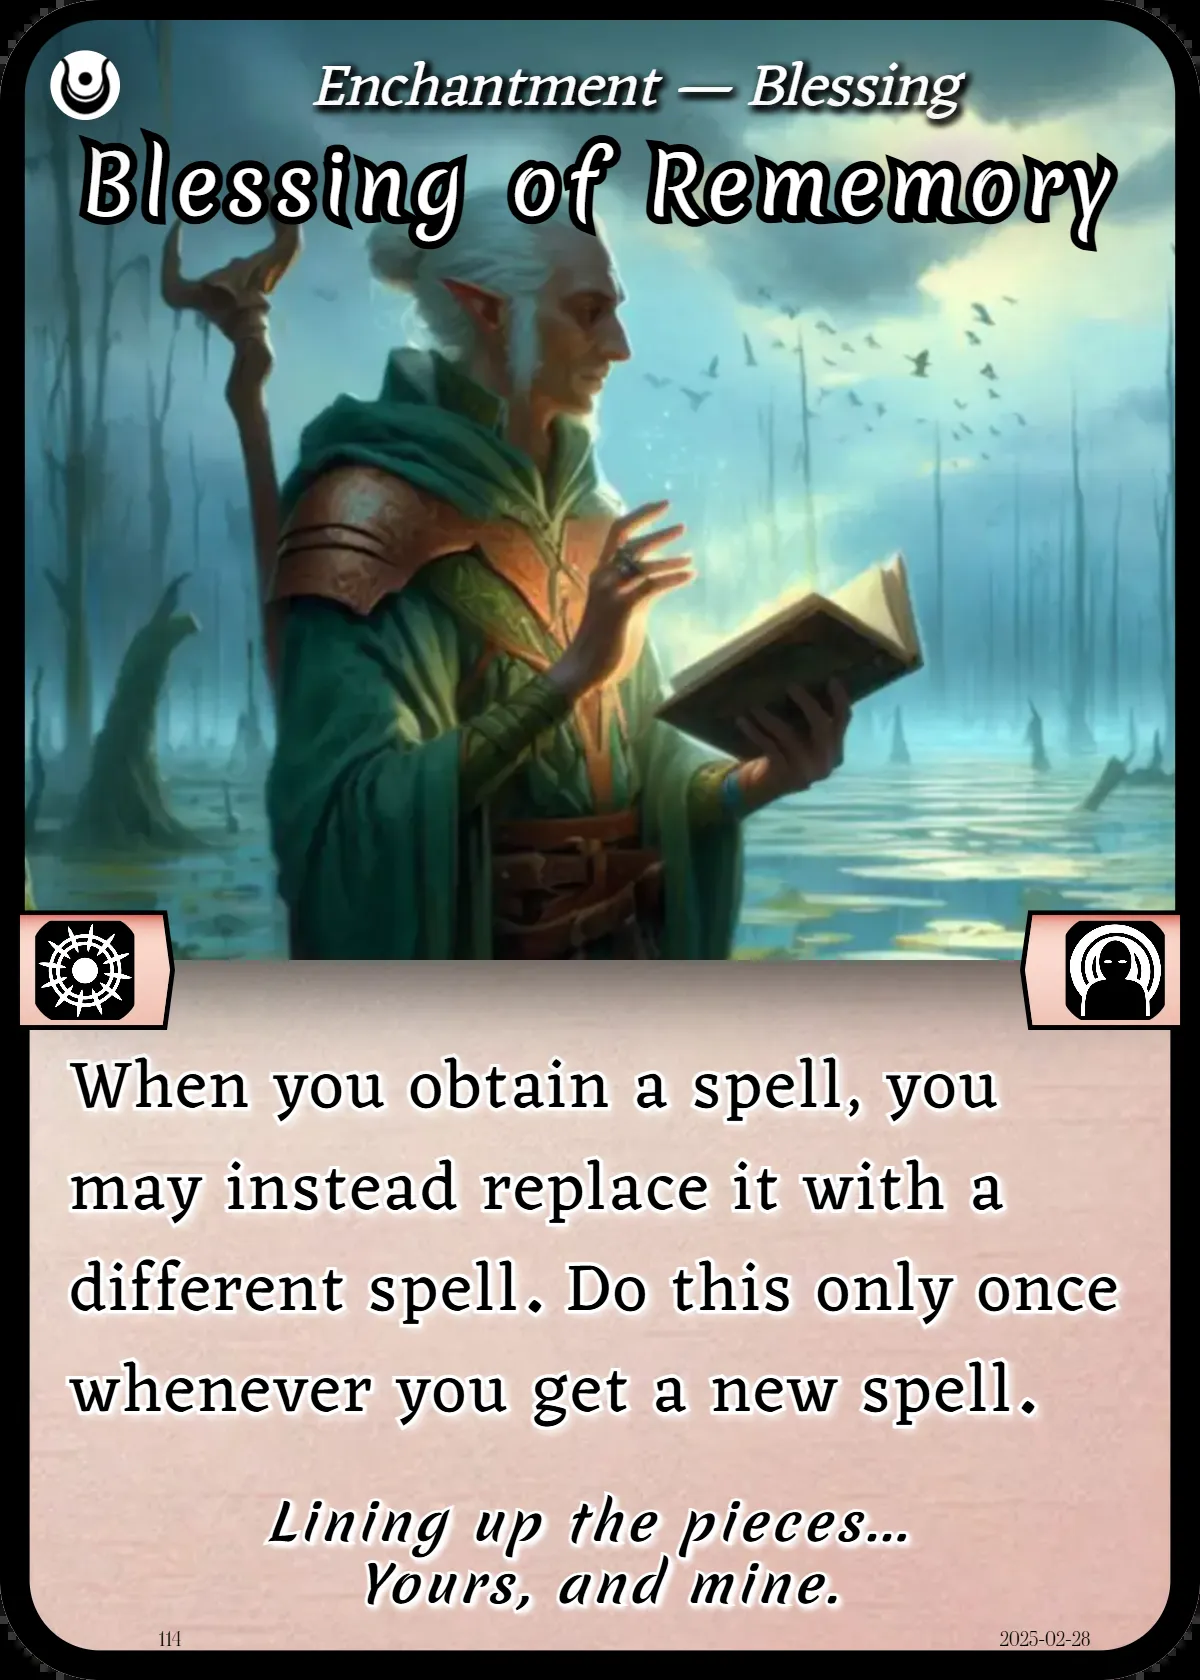 Enchantment — Blessing
Blessing of Rememory
When you obtain a spell, you
may instead replace it with a
different spell. Do this only once
whenever you get a new spell.
Lining up the pieces...
Yours, and mine.
114
2025-02-28